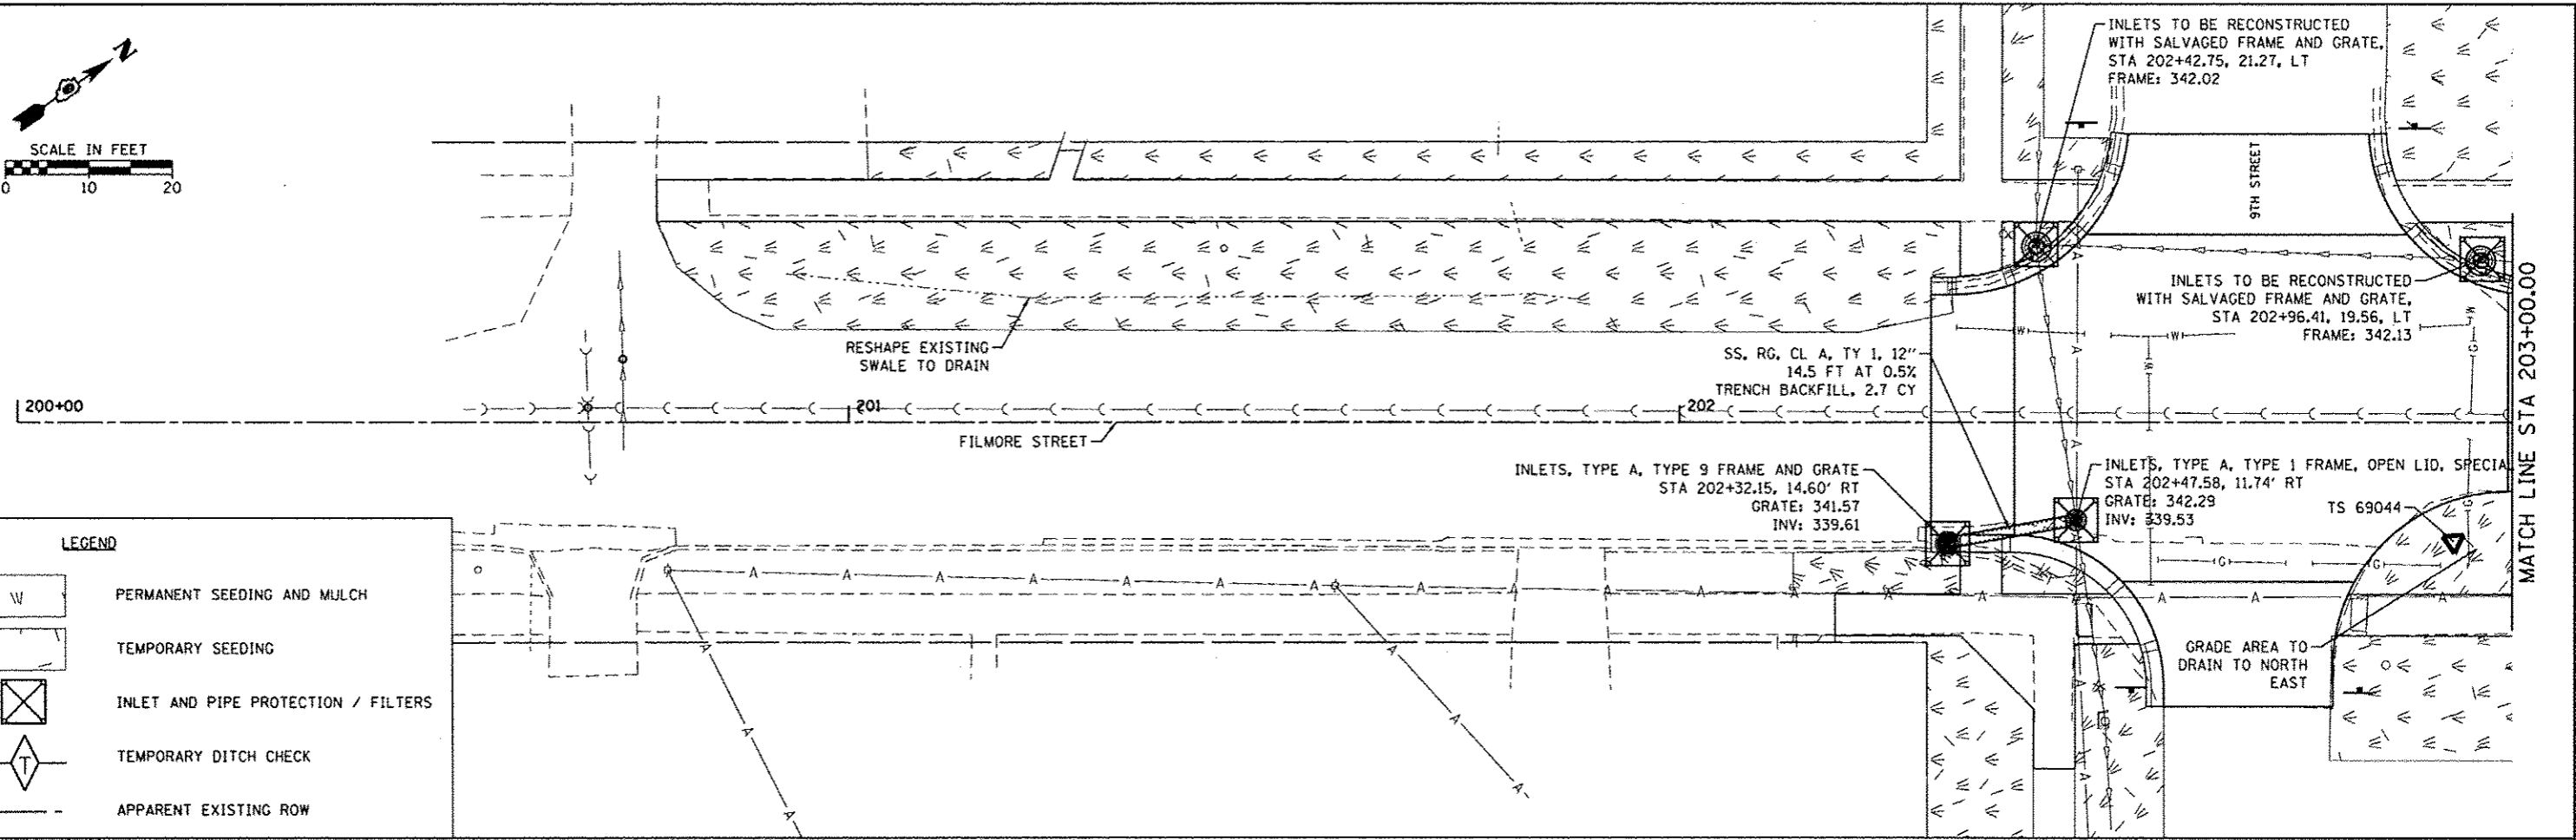 N
SCALE IN FEET
0 10 20
INLETS TO BE RECONSTRUCTED
WITH SALVAGED FRAME AND GRATE,
STA 202+42.75, 21.27, LT
FRAME: 342.02
9TH STREET
INLETS TO BE RECONSTRUCTED
WITH SALVAGED FRAME AND GRATE,
STA 202+96.41, 19.56, LT
FRAME: 342.13
MATCH LINE STA 203+00.00
RESHAPE EXISTING
SWALE TO DRAIN
SS, RG, CL A, TY 1, 12"
14.5 FT AT 0.5%
TRENCH BACKFILL, 2.7 CY
200+00
201
202
FILMORE STREET
INLETS, TYPE A, TYPE 9 FRAME AND GRATE
STA 202+32.15, 14.60' RT
GRATE: 341.57
INV: 339.61
INLETS, TYPE A, TYPE 1 FRAME, OPEN LID, SPECIA
STA 202+47.58, 11.74' RT
GRATE: 342.29
INV: 339.53
TS 69044
GRADE AREA TO
DRAIN TO NORTH
EAST
LEGEND
PERMANENT SEEDING AND MULCH
TEMPORARY SEEDING
INLET AND PIPE PROTECTION / FILTERS
T
TEMPORARY DITCH CHECK
APPARENT EXISTING ROW
A A A A A A A A A A A A A A A A
A A A A A
W W W
G G G